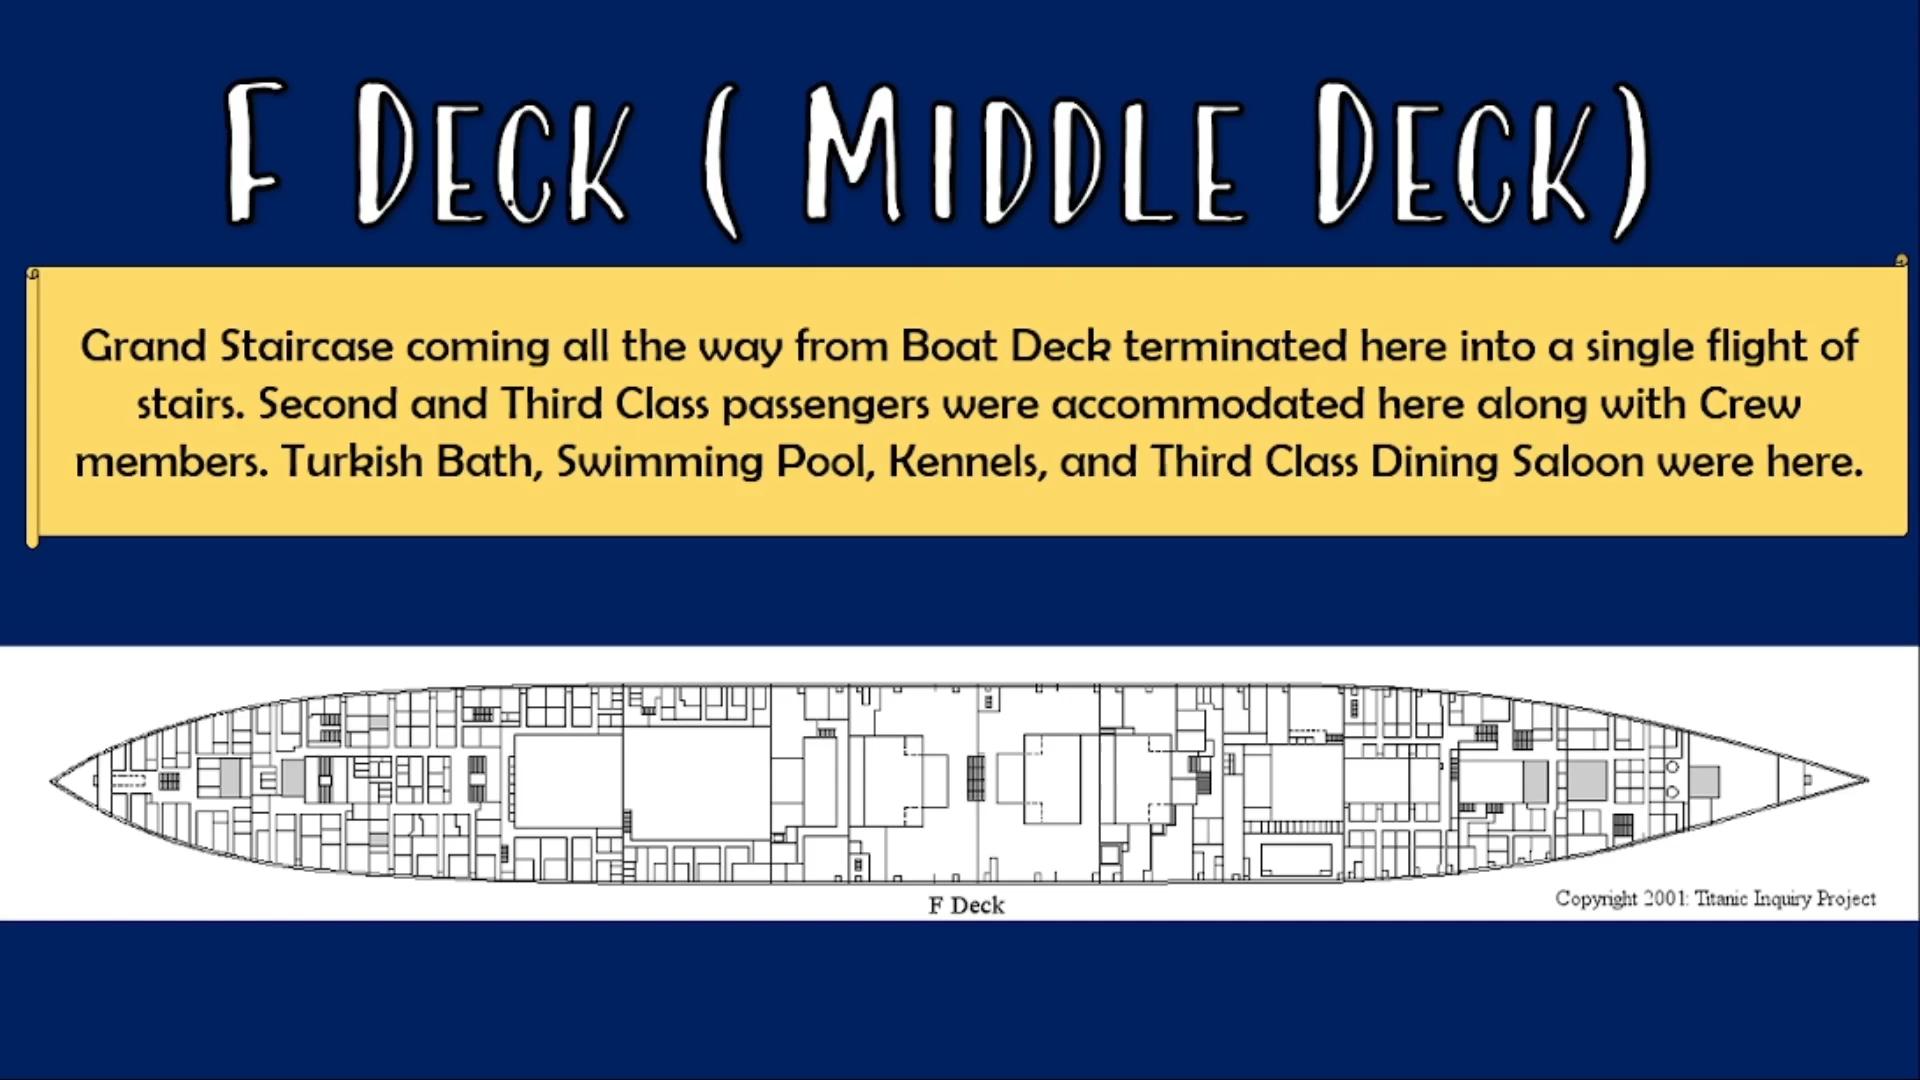 F DECK ( MIDDLE DECK)
Grand Staircase coming all the way from Boat Deck terminated here into a single flight of
stairs. Second and Third Class passengers were accommodated here along with Crew
members. Turkish Bath, Swimming Pool, Kennels, and Third Class Dining Saloon were here.
F Deck
Copyright 2001: Titanic Inquiry Project